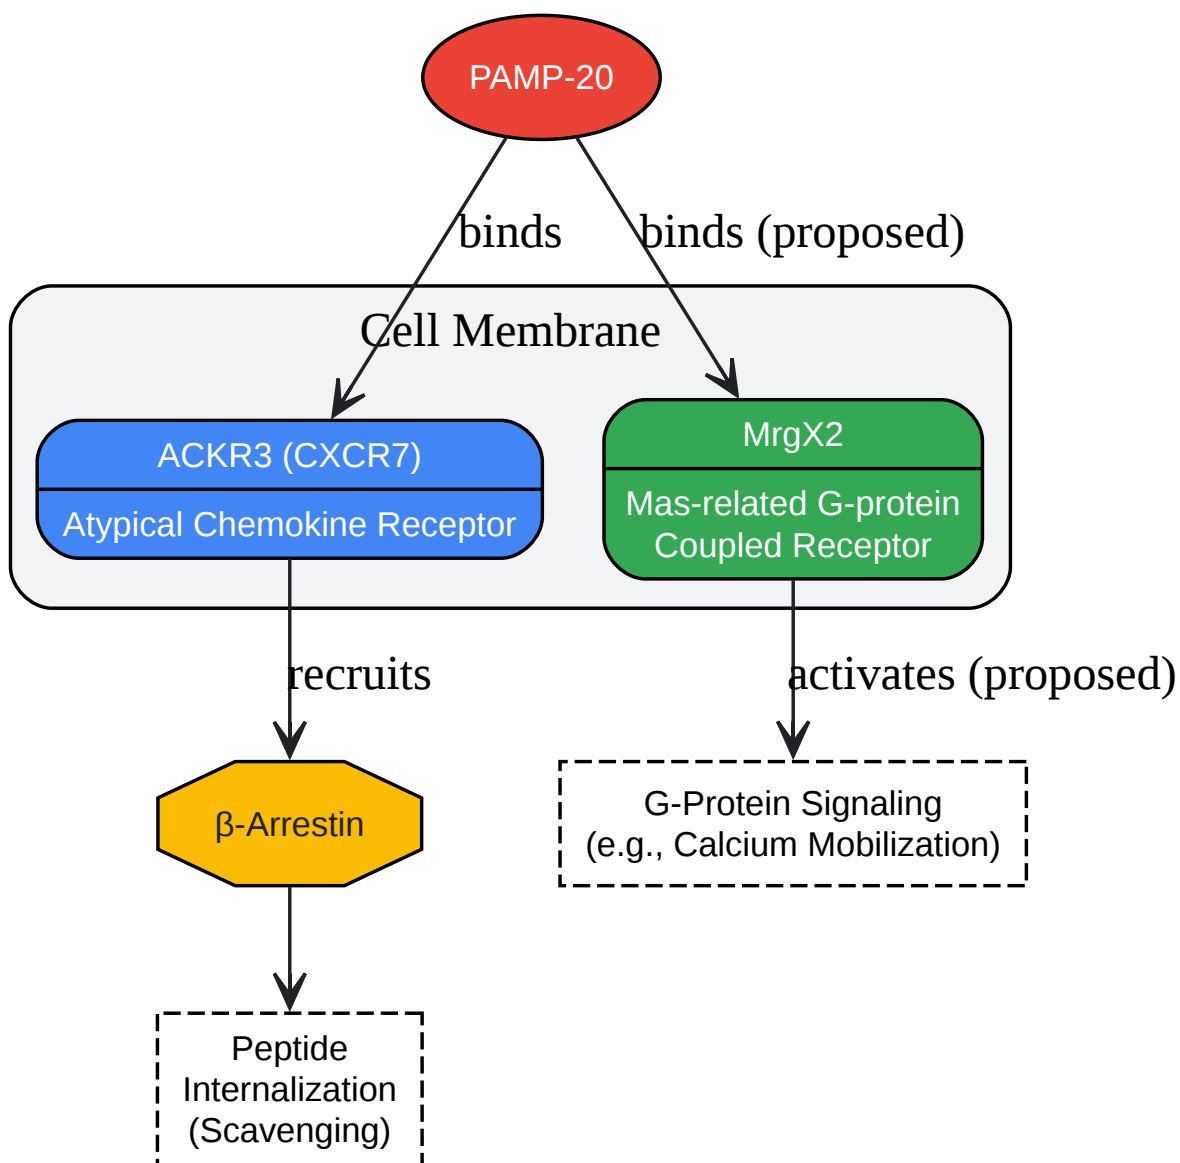 PAMP-20
binds
binds (proposed)
Cell Membrane
ACKR3 (CXCR7)
Atypical Chemokine Receptor
MrgX2
Mas-related G-protein
Coupled Receptor
recruits
activates (proposed)
β-Arrestin
G-Protein Signaling
(e.g., Calcium Mobilization)
Peptide
Internalization
(Scavenging)